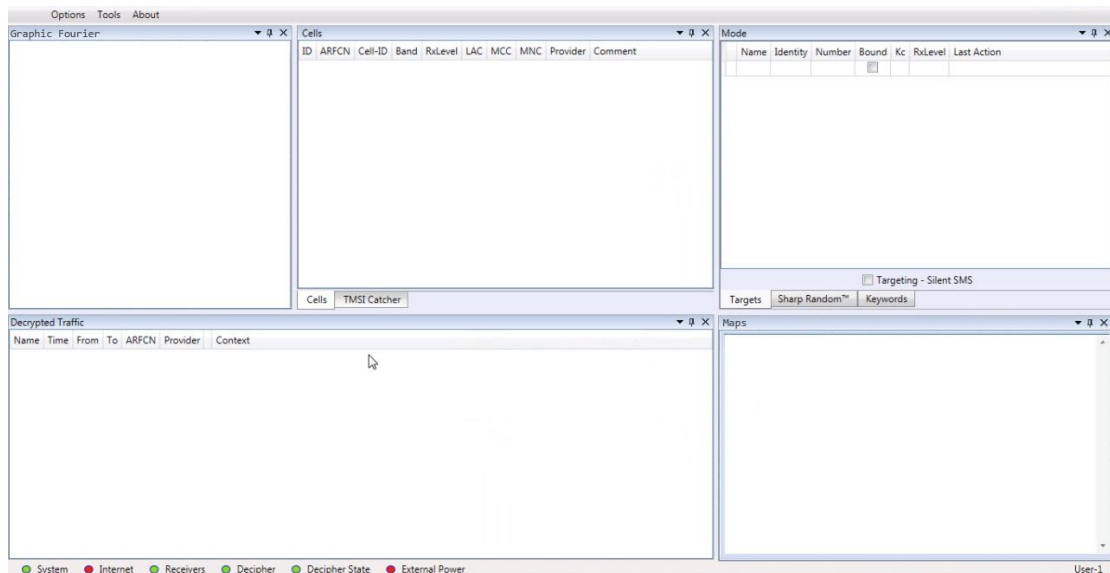 Options Tools About
Graphic Fourier
Cells
ID ARFCN Cell-ID Band RxLevel LAC MCC MNC Provider Comment
Cells TMSI Catcher
Mode
Name Identity Number Bound Kc RxLevel Last Action
Targeting - Silent SMS
Targets Sharp Random™ Keywords
Decrypted Traffic
Name Time From To ARFCN Provider Context
Maps
System Internet Receivers Decipher Decipher State External Power User-1